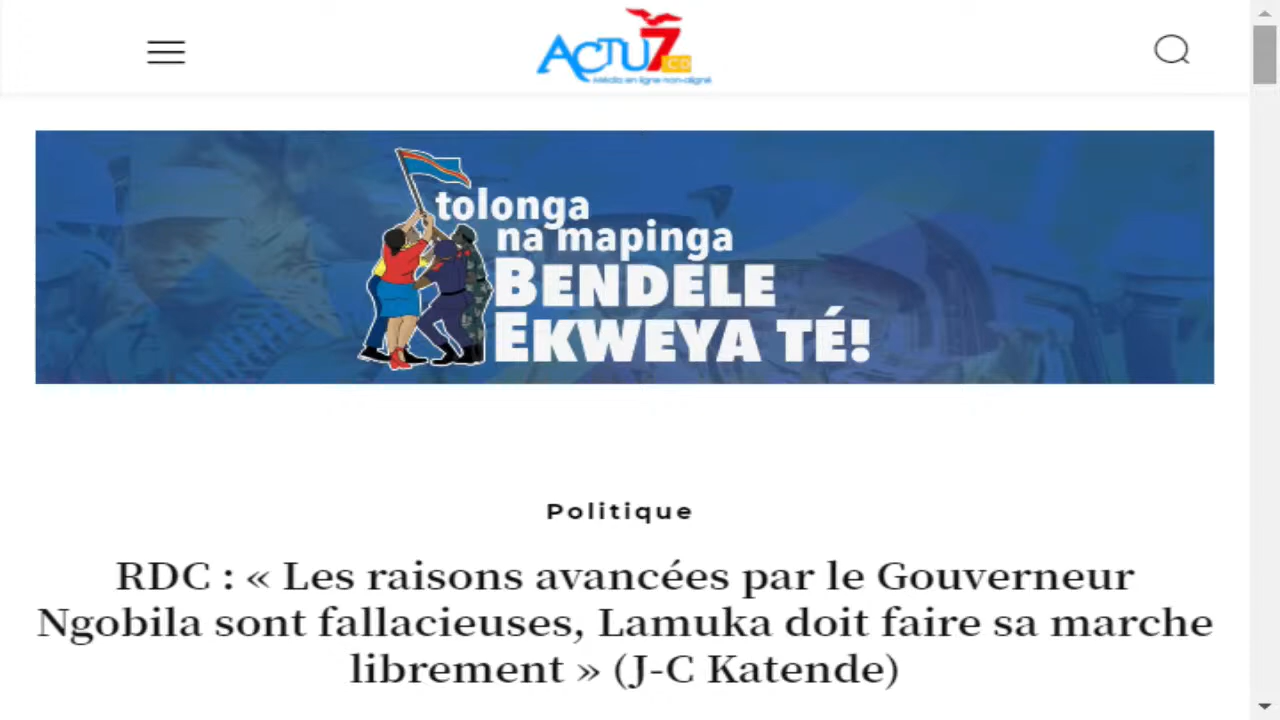 ACTU7.CD
Média en ligne non-aligné
tolonga
na mapinga
BENDELE
EKWEYA TÉ!
Politique
RDC : « Les raisons avancées par le Gouverneur
Ngobila sont fallacieuses, Lamuka doit faire sa marche
librement » (J-C Katende)